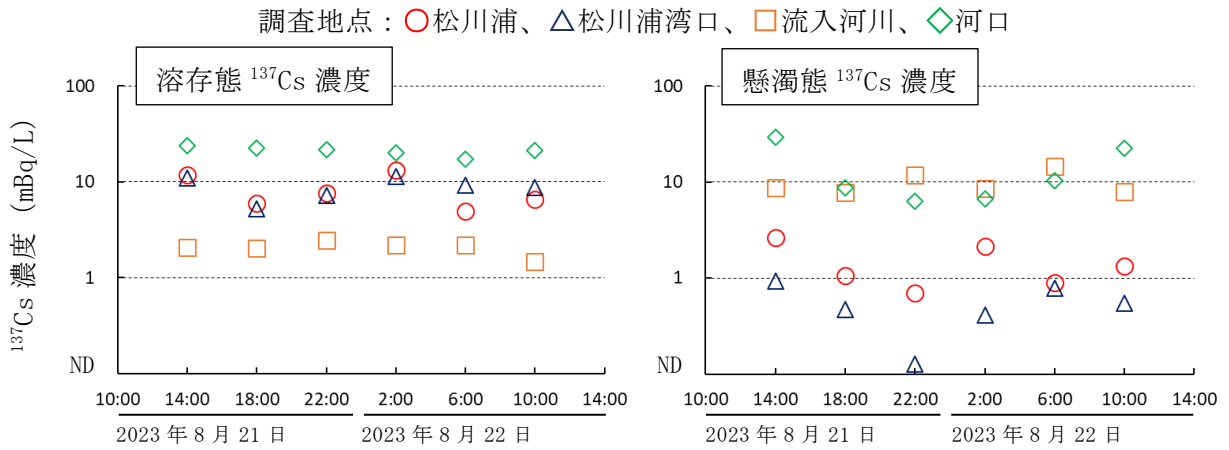 調査地点：○松川浦、△松川浦湾口、□流入河川、◇河口
溶存態 ¹³⁷Cs 濃度
懸濁態 ¹³⁷Cs 濃度
¹³⁷Cs 濃度 (mBq/L)
100
10
1
ND
10:00 14:00 18:00 22:00 2:00 6:00 10:00 14:00
2023 年 8 月 21 日 2023 年 8 月 22 日
100
10
1
ND
10:00 14:00 18:00 22:00 2:00 6:00 10:00 14:00
2023 年 8 月 21 日 2023 年 8 月 22 日